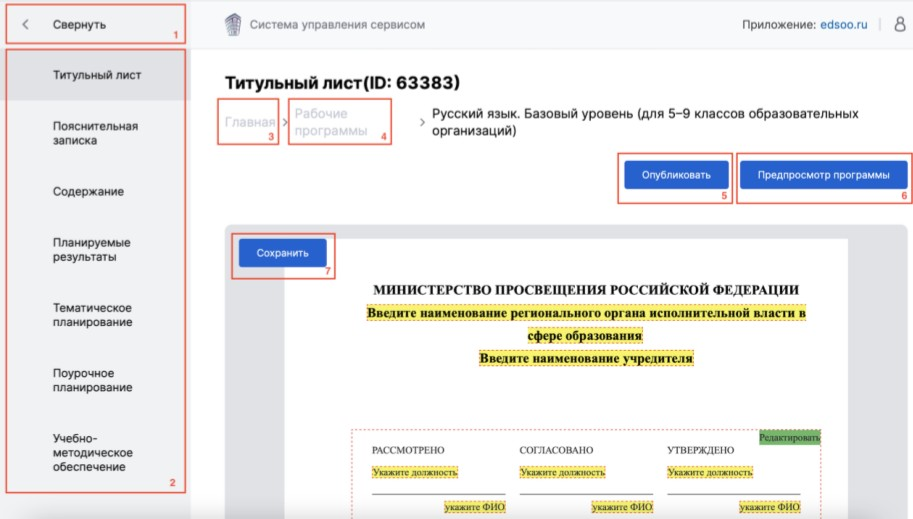 Свернуть
1
Система управления сервисом
Приложение: edsoo.ru
Титульный лист
Пояснительная
записка
Содержание
Планируемые
результаты
Тематическое
планирование
Поурочное
планирование
Учебно-
методическое
обеспечение
2
Титульный лист(ID: 63383)
Главная
3
Рабочие
программы
4
Русский язык. Базовый уровень (для 5–9 классов образовательных
организаций)
Опубликовать
5
Предпросмотр программы
6
Сохранить
7
МИНИСТЕРСТВО ПРОСВЕЩЕНИЯ РОССИЙСКОЙ ФЕДЕРАЦИИ
Введите наименование регионального органа исполнительной власти в
сфере образования
Введите наименование учредителя
Редактировать
РАССМОТРЕНО СОГЛАСОВАНО УТВЕРЖДЕНО
Укажите должность Укажите должность Укажите должность
укажите ФИО укажите ФИО укажите ФИО